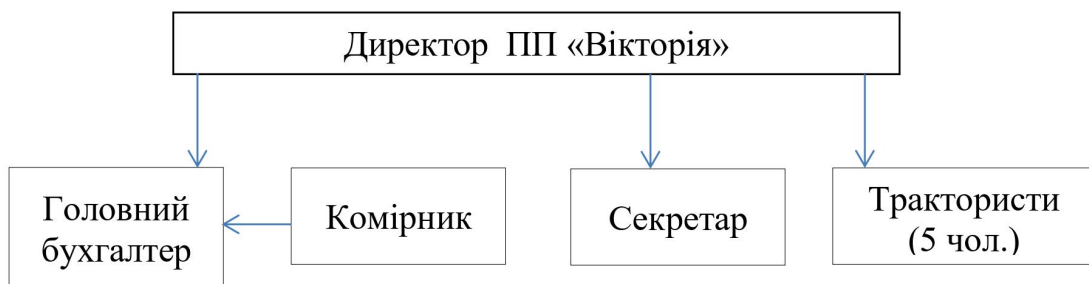 Директор ПП «Вікторія»
Головний
бухгалтер
Комірник
Секретар
Трактористи
(5 чол.)